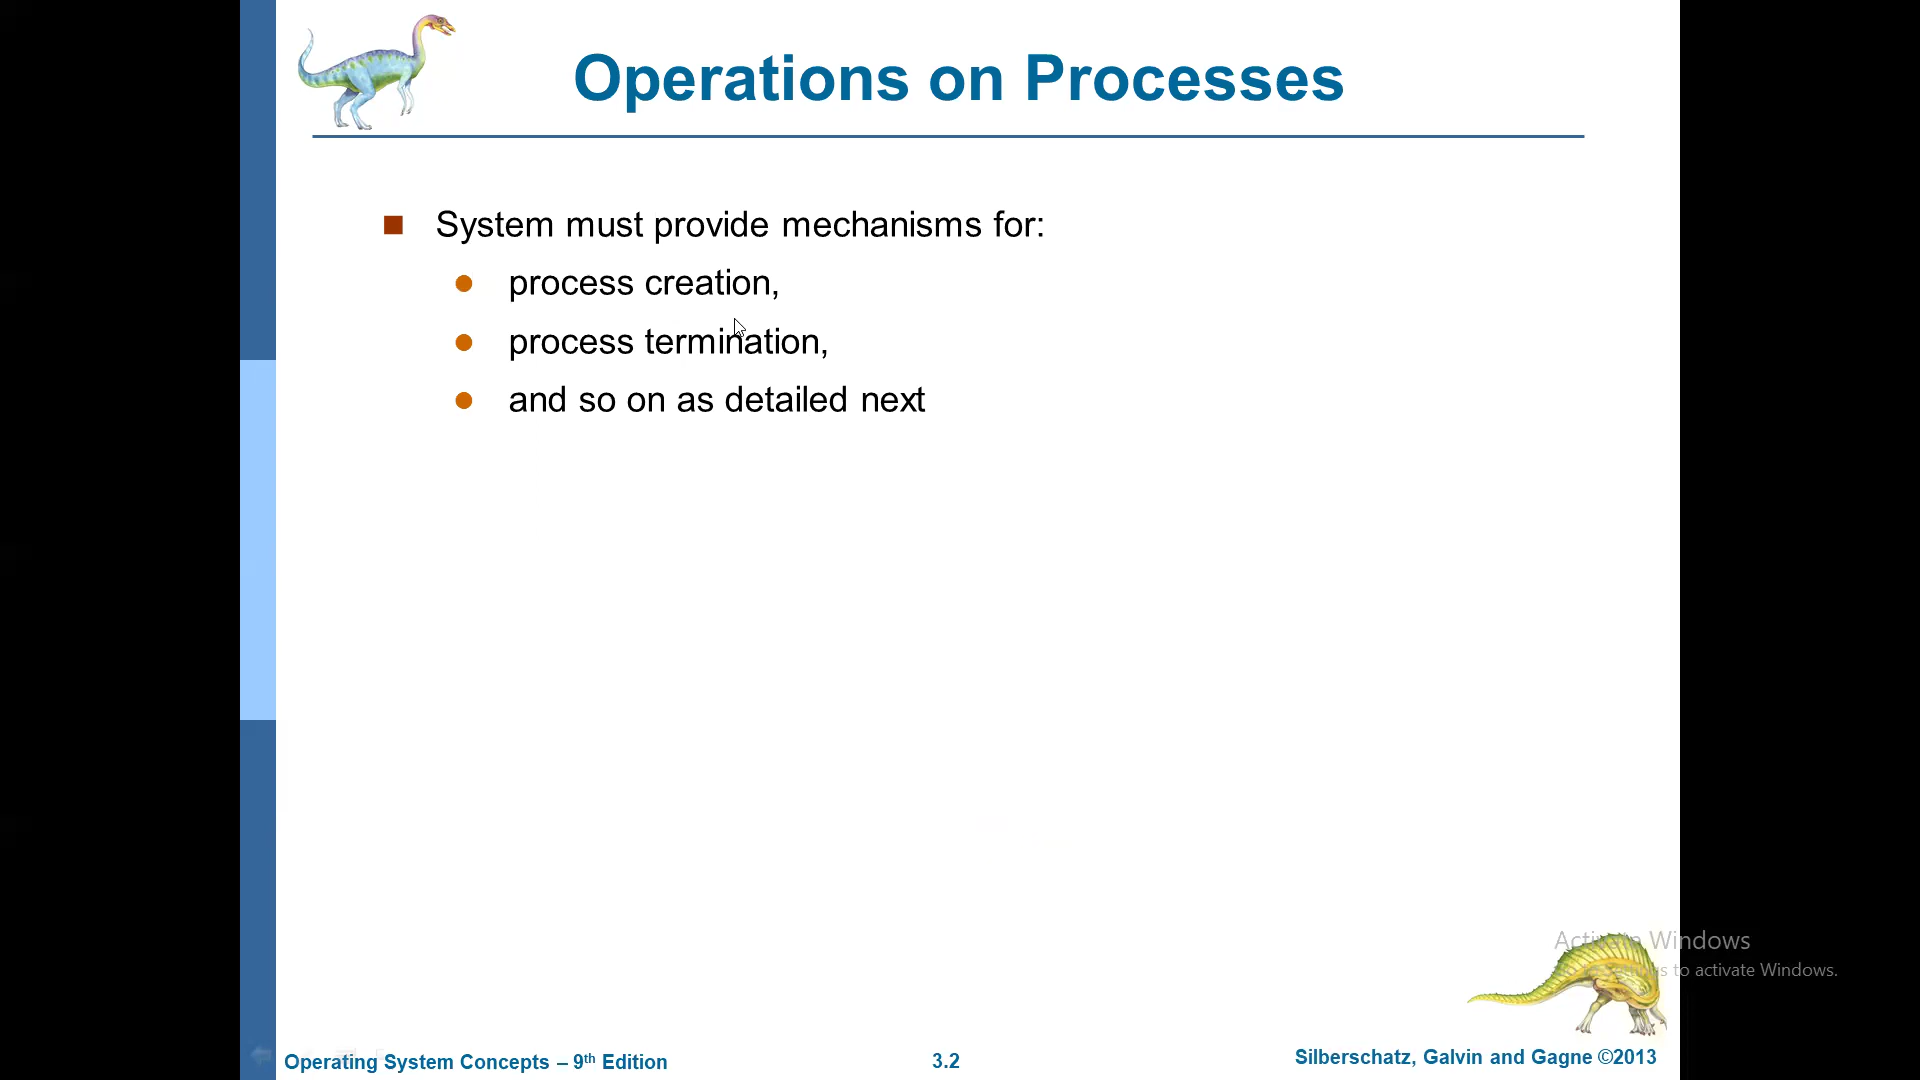 Operations on Processes
System must provide mechanisms for:
process creation,
process termination,
and so on as detailed next
Activate Windows
to activate Windows.
Operating System Concepts – 9th Edition
3.2
Silberschatz, Galvin and Gagne ©2013